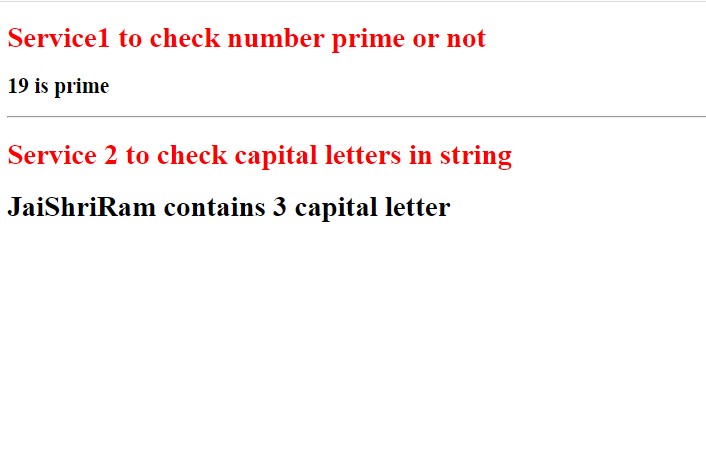 Service1 to check number prime or not
19 is prime
Service 2 to check capital letters in string
JaiShriRam contains 3 capital letter